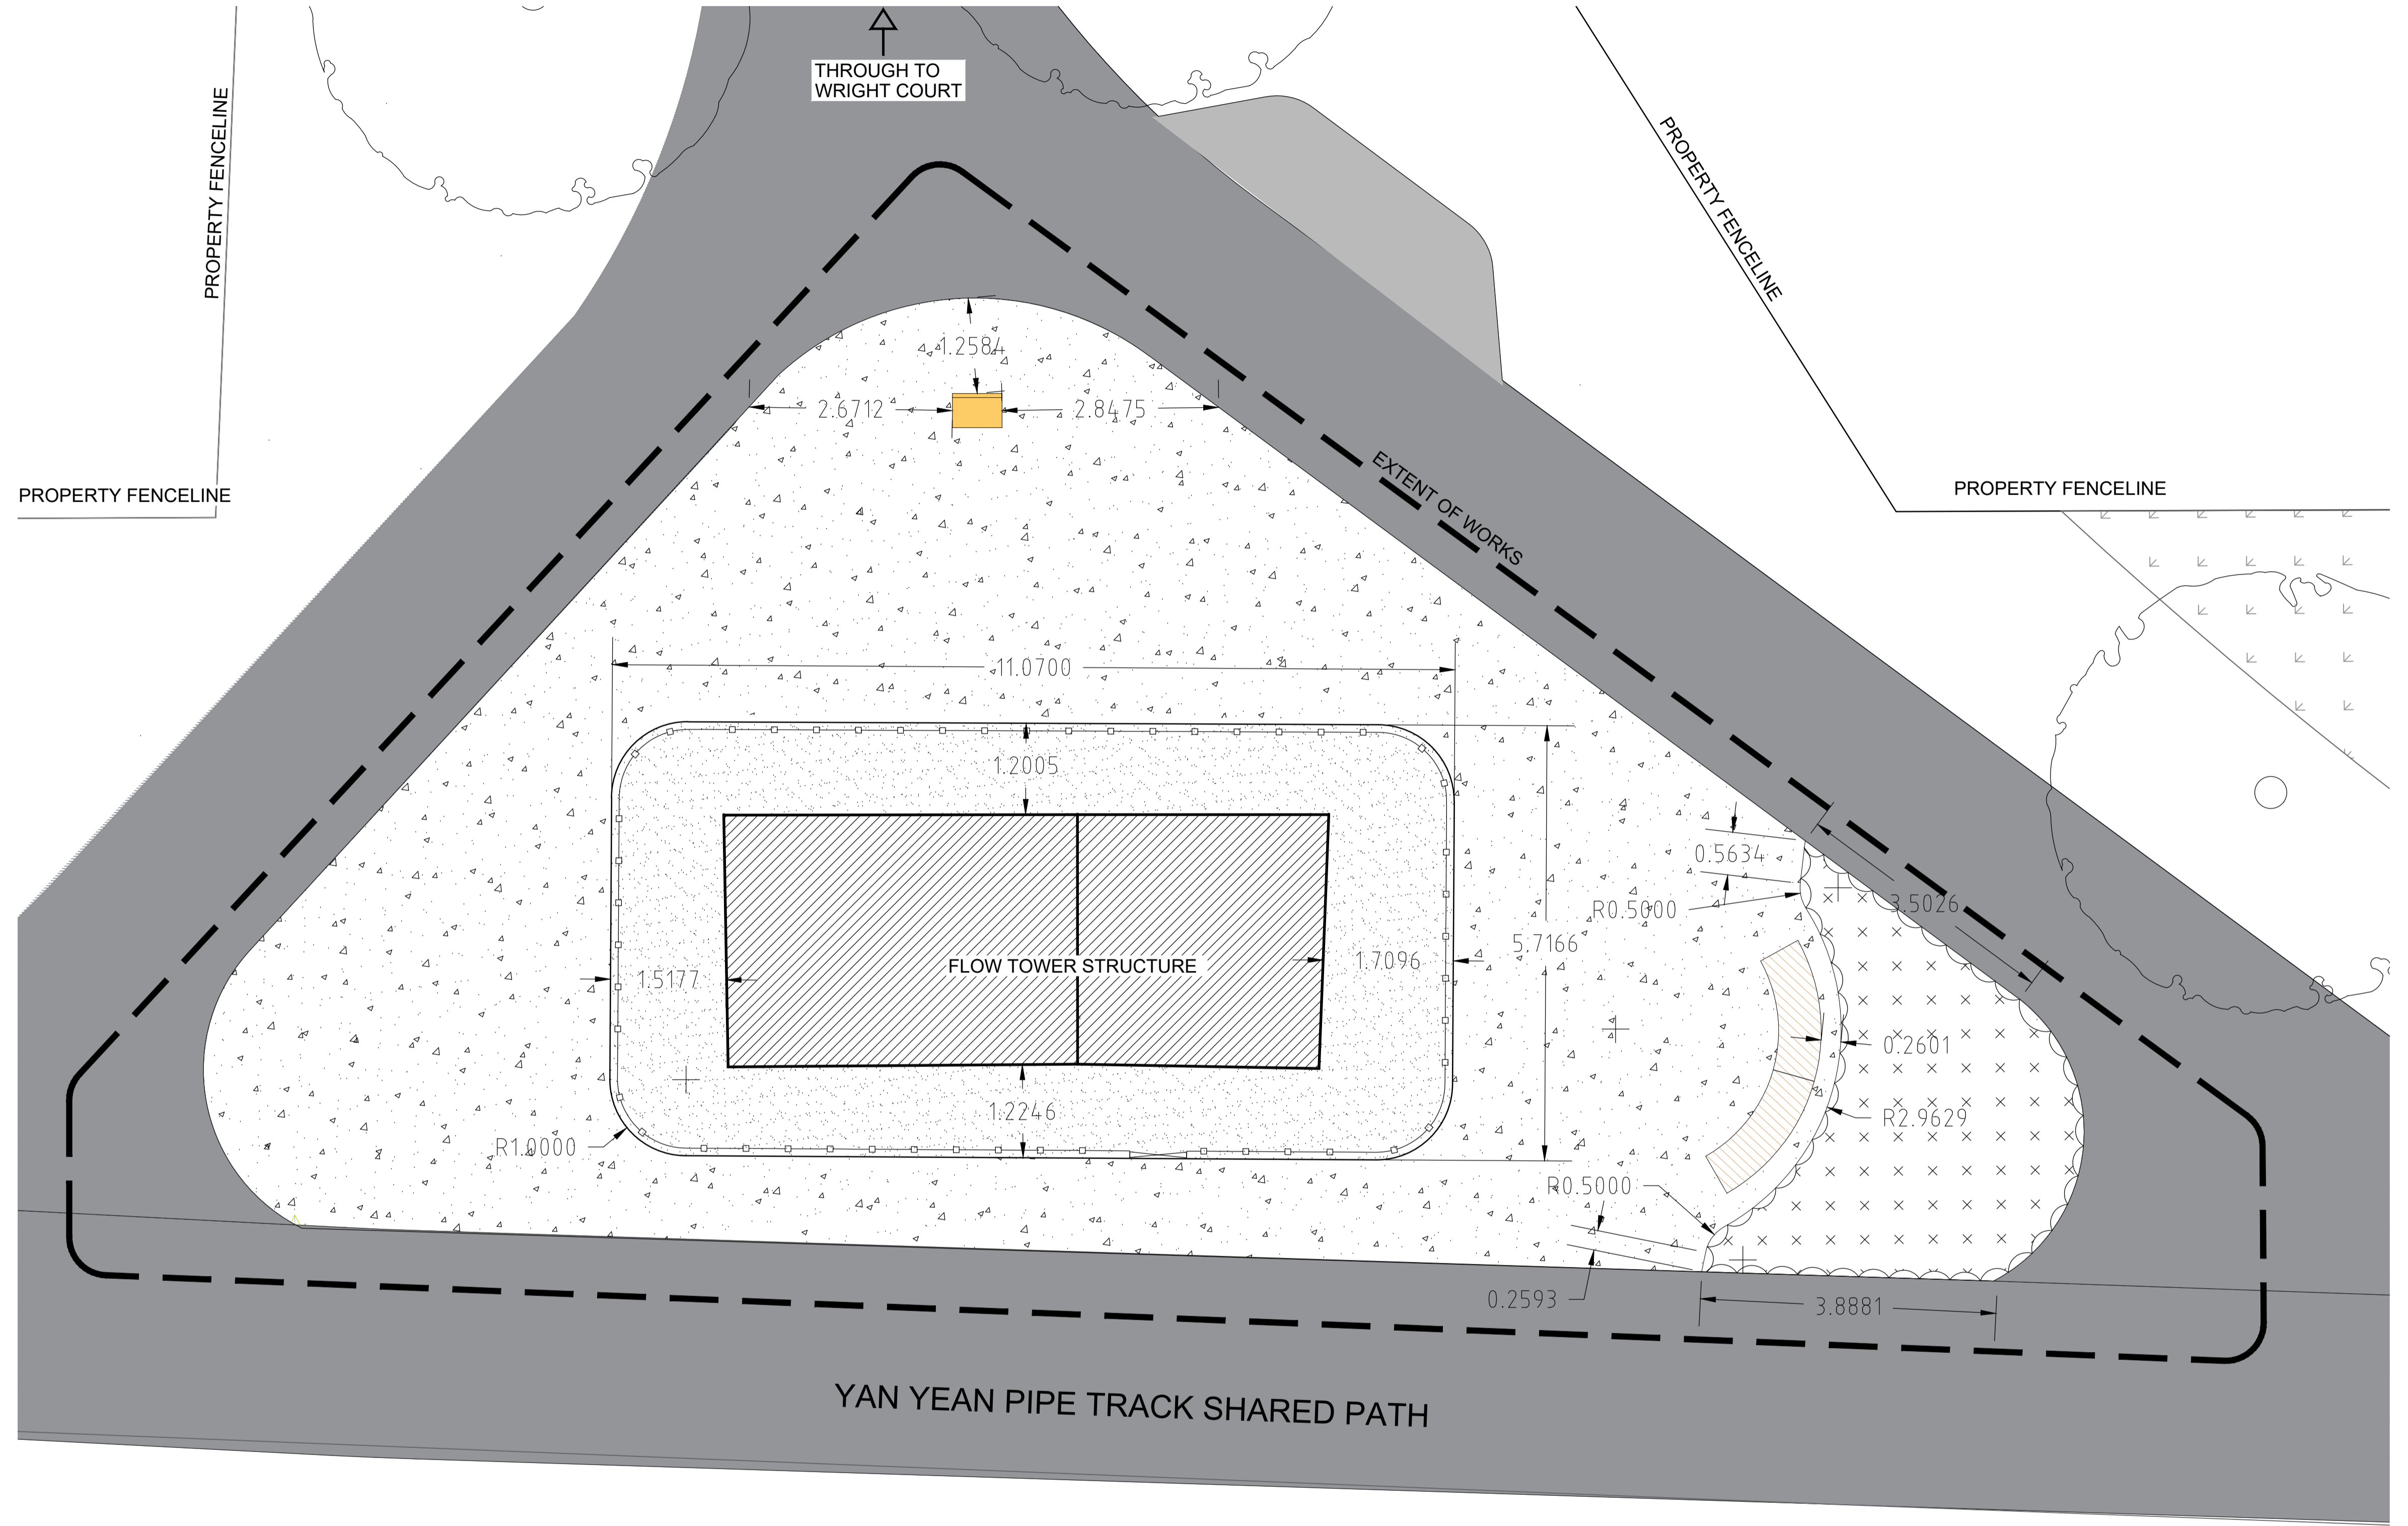 THROUGH TO
WRIGHT COURT
PROPERTY FENCELINE
PROPERTY FENCELINE
1.2584
2.6712
2.8475
EXTENT OF WORKS
PROPERTY FENCELINE
PROPERTY FENCELINE
11.0700
1.2005
0.5634
R0.5000
3.5026
5.7166
FLOW TOWER STRUCTURE
1.5177
1.7096
0.2601
1.2246
R2.9629
R1.0000
R0.5000
0.2593
3.8881
YAN YEAN PIPE TRACK SHARED PATH